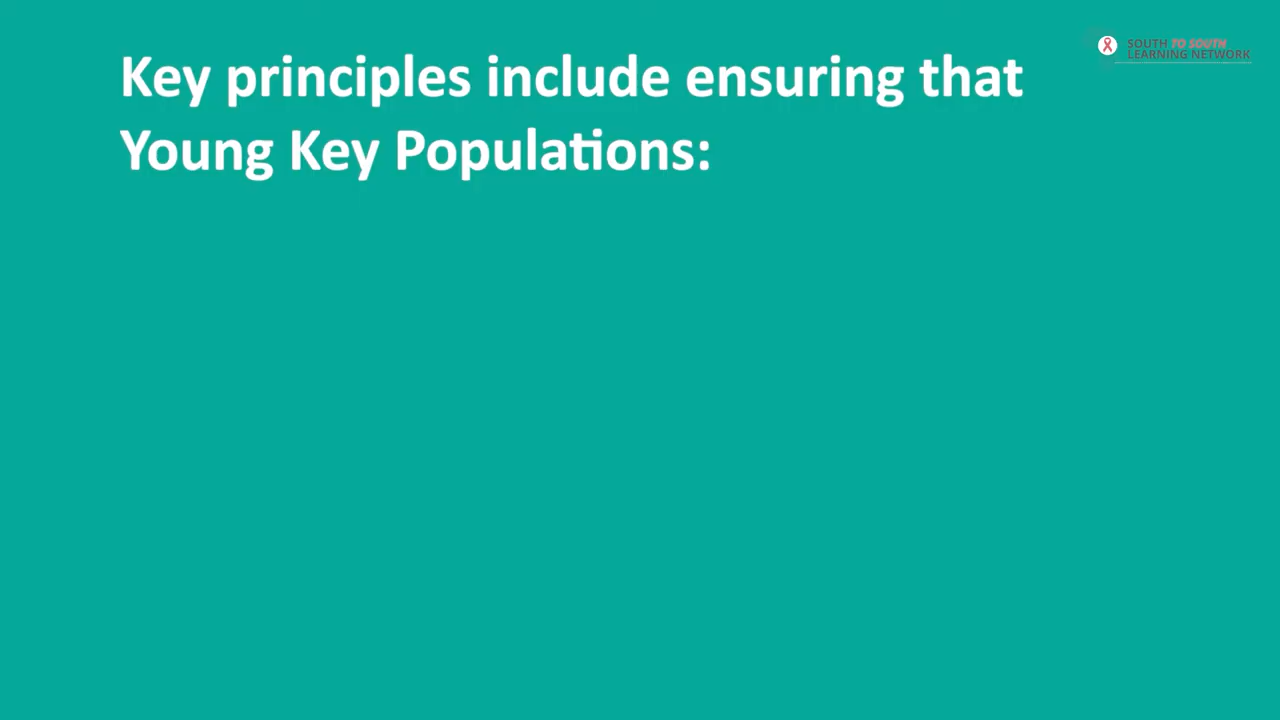 Key principles include ensuring that
Young Key Populations:
SOUTH TO SOUTH
LEARNING NETWORK